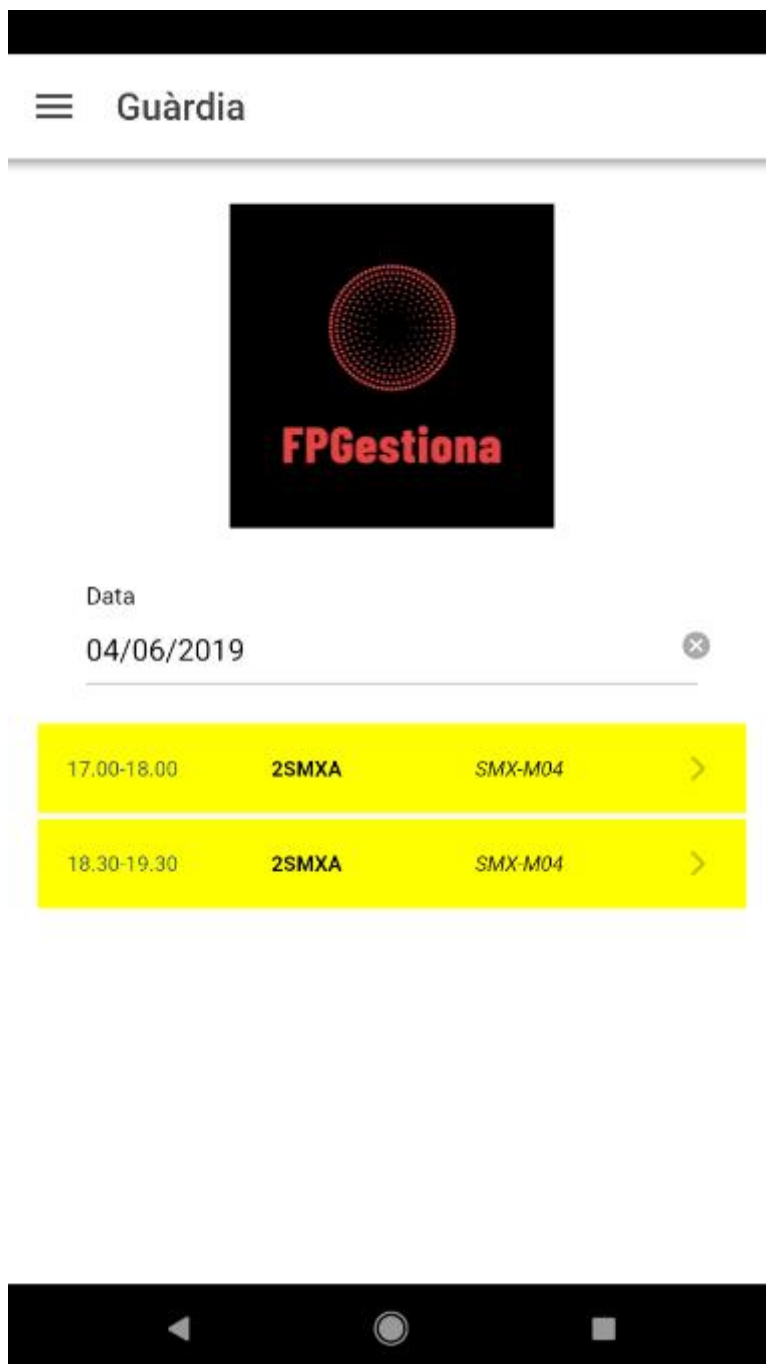 Guàrdia
FPGestiona
Data
04/06/2019
17.00-18.00 2SMXA SMX-M04
18.30-19.30 2SMXA SMX-M04